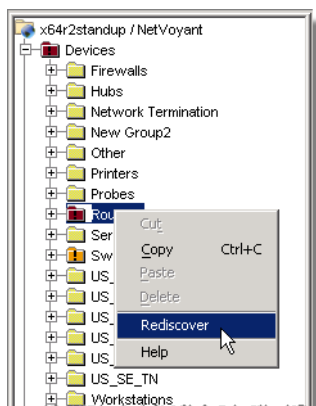 x64r2standup / NetVoyant
Devices
Firewalls
Hubs
Network Termination
New Group2
Other
Printers
Probes
Rou
Cut
Ser
Copy Ctrl+C
Sw
Paste
US_
Delete
US_
Rediscover
US_
US_
Help
US_
US_SE_TN
Workstations